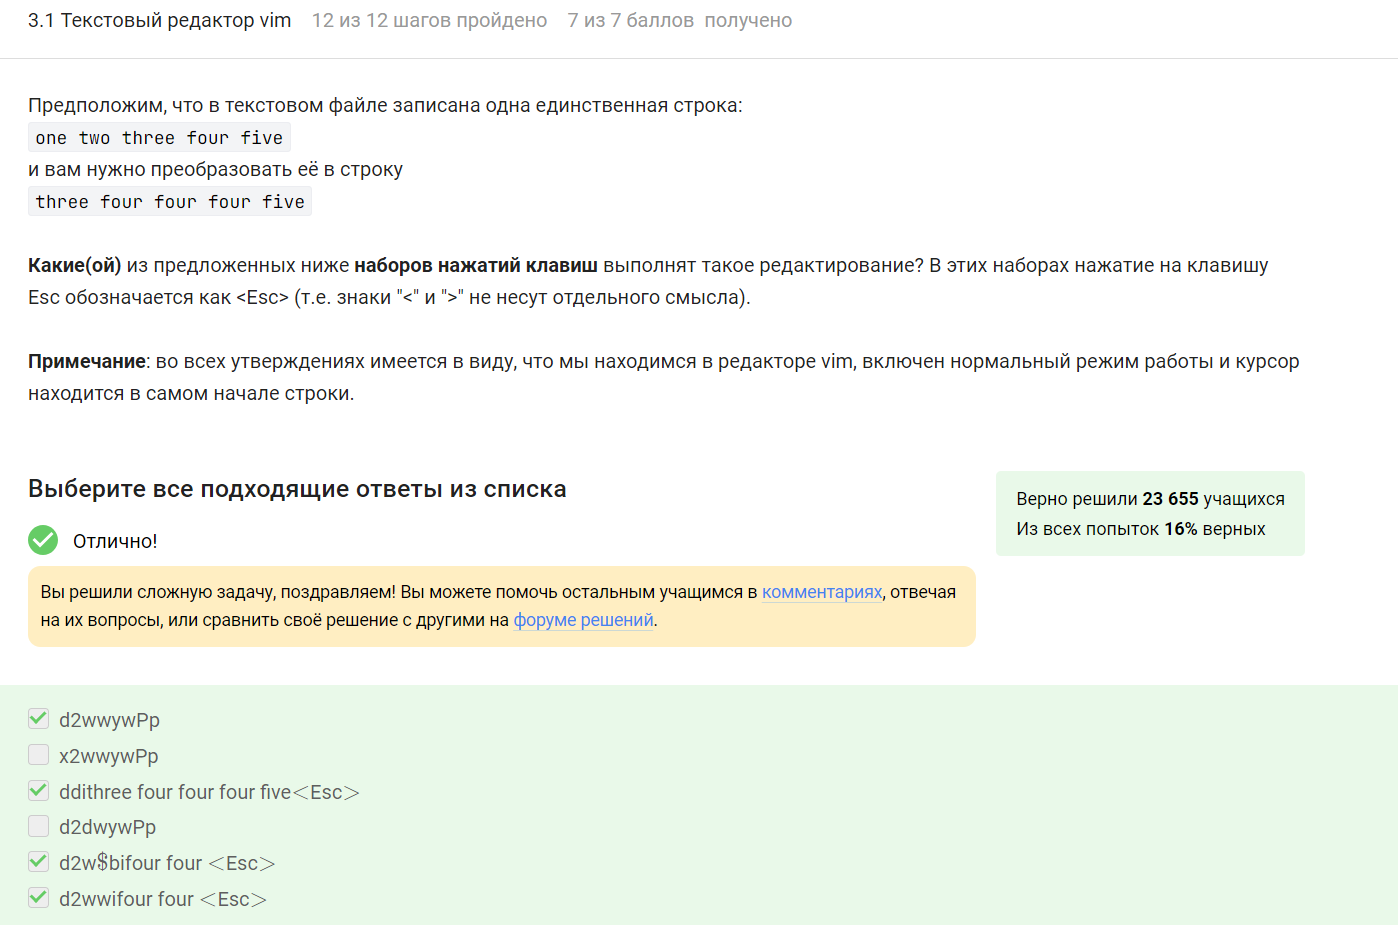 3.1 Текстовый редактор vim 12 из 12 шагов пройдено 7 из 7 баллов получено
Предположим, что в текстовом файле записана одна единственная строка:
one two three four five
и вам нужно преобразовать её в строку
three four four four five
Какие(ой) из предложенных ниже наборов нажатий клавиш выполнят такое редактирование? В этих наборах нажатие на клавишу
Esc обозначается как <Esc> (т.е. знаки "<" и ">" не несут отдельного смысла).
Примечание: во всех утверждениях имеется в виду, что мы находимся в редакторе vim, включен нормальный режим работы и курсор
находится в самом начале строки.
Выберите все подходящие ответы из списка
Верно решили 23 655 учащихся
Из всех попыток 16% верных
Отлично!
Вы решили сложную задачу, поздравляем! Вы можете помочь остальным учащимся в комментариях, отвечая
на их вопросы, или сравнить своё решение с другими на форуме решений.
d2wwywPp
x2wwywPp
ddithree four four four five<Esc>
d2dwywPp
d2w$bifour four <Esc>
d2wwifour four <Esc>